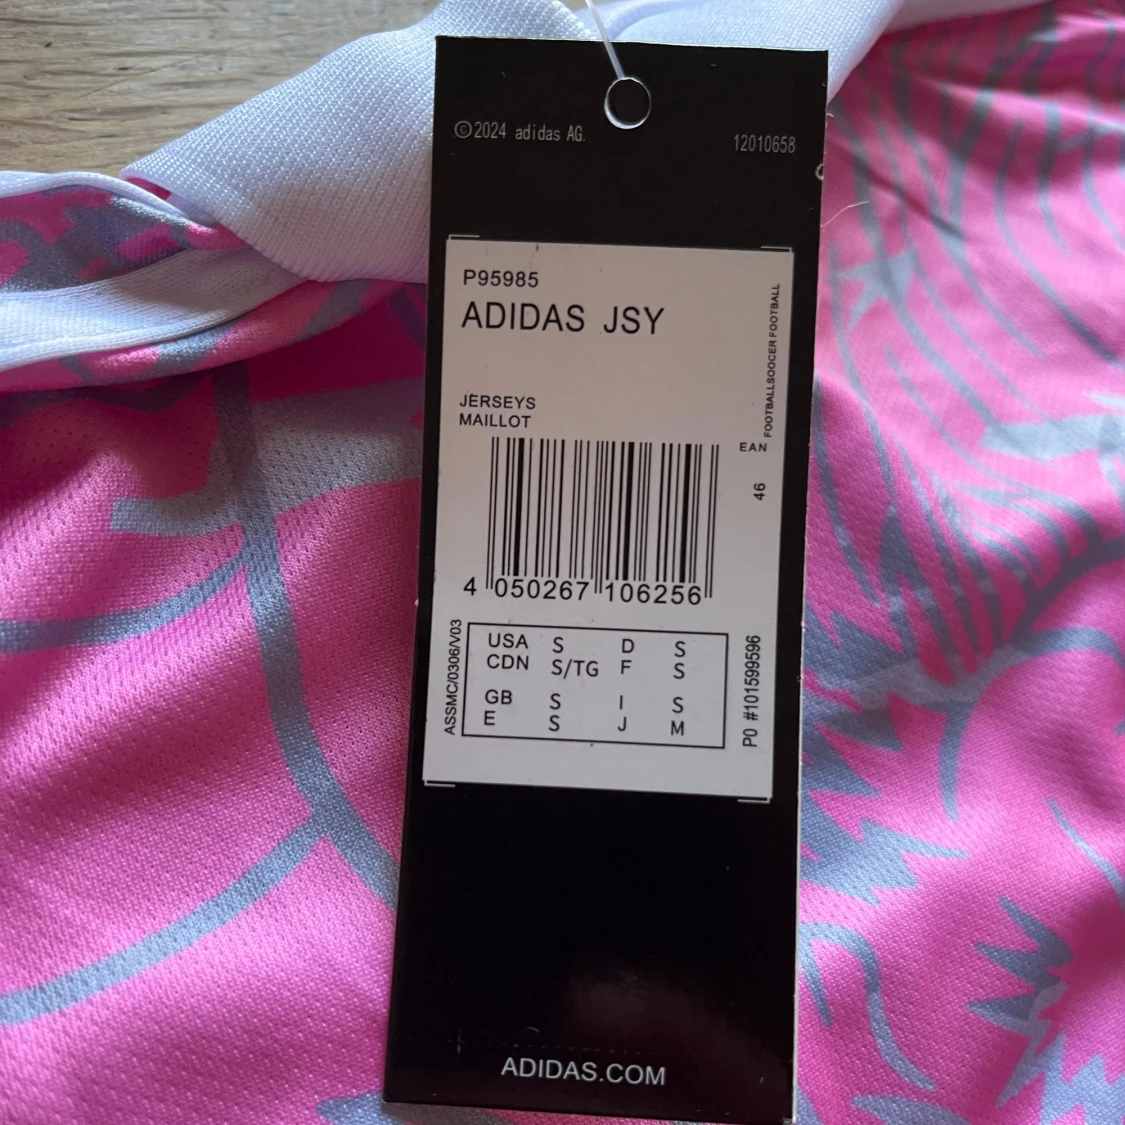 ©2024 adidas AG.
12010658
P95985
ADIDAS JSY
FOOTBALLSOCCER FOOTBALL
JERSEYS
MAILLOT
EAN
46
4 050267 106256
ASSMC/0306/V03
USA S D S
CDN S/TG F S
GB S I S
E S J M
PO #101599596
ADIDAS.COM